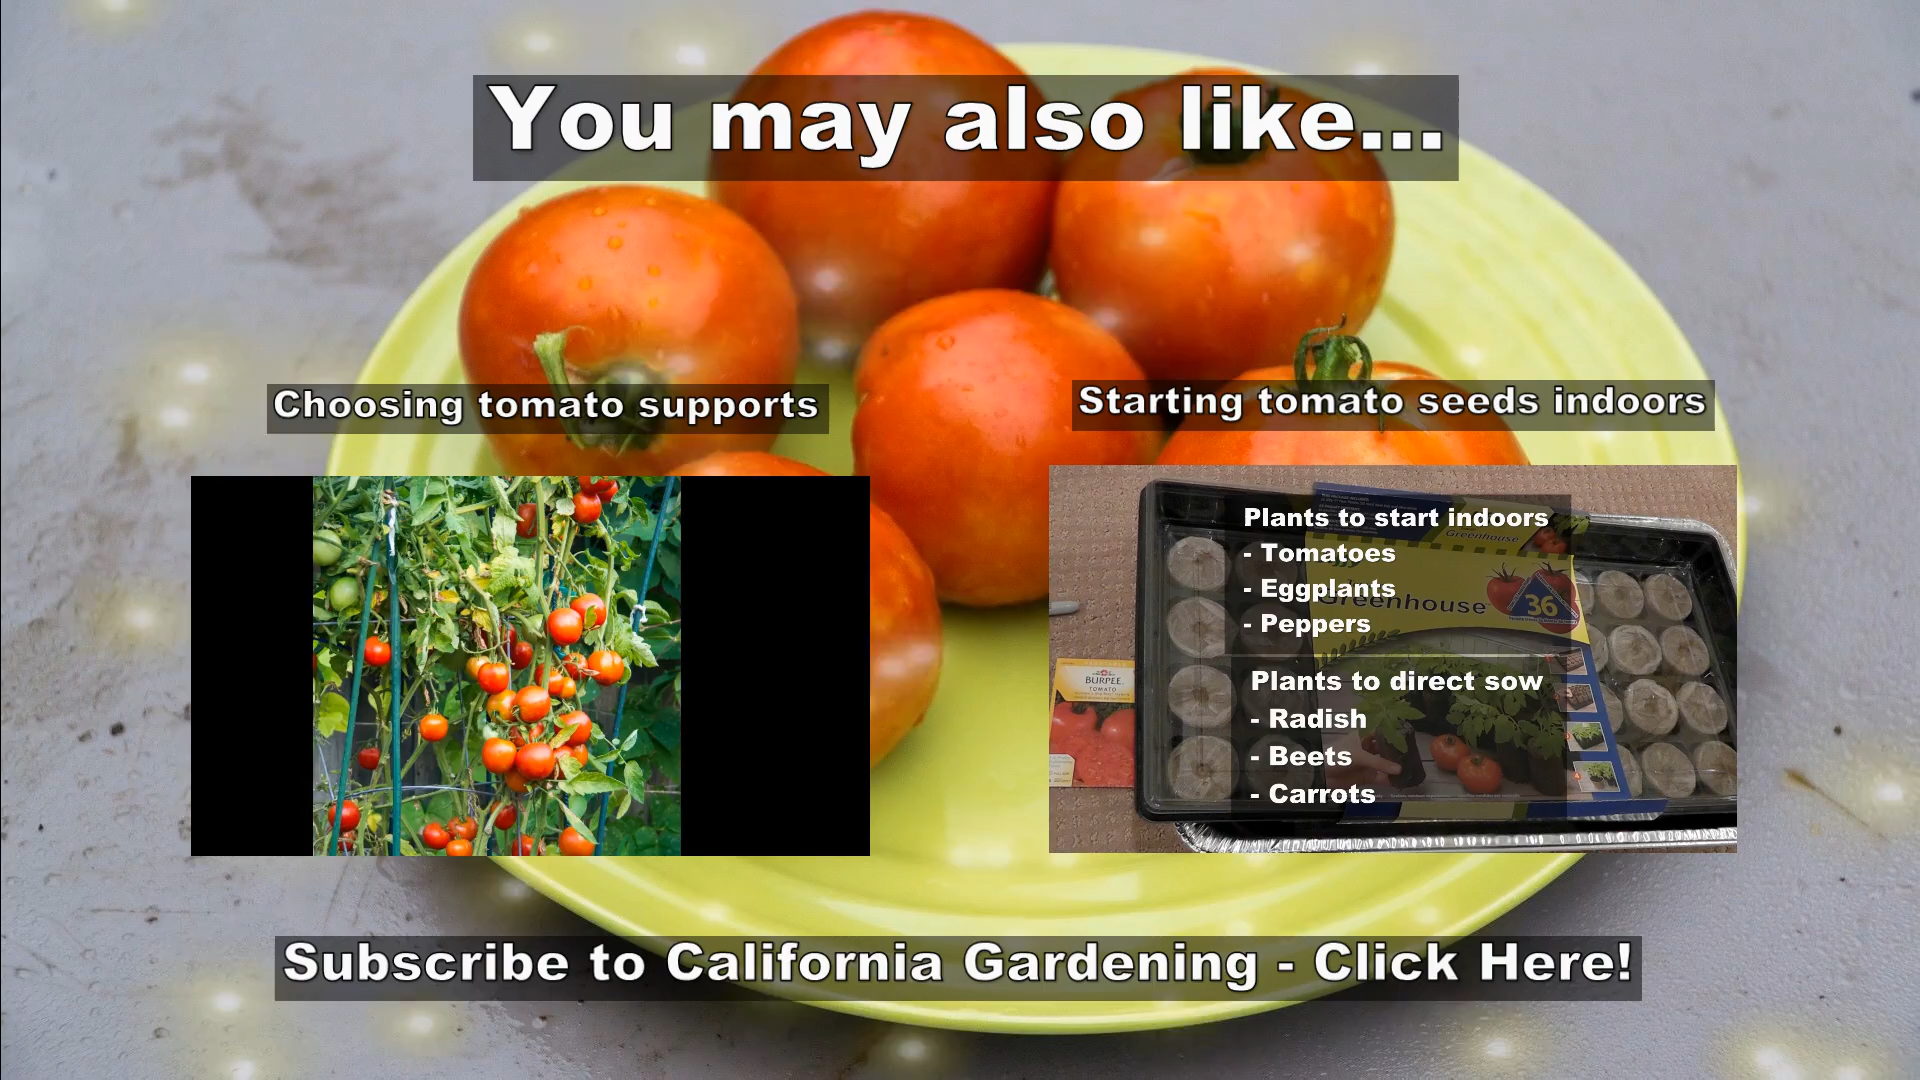 You may also like...
Choosing tomato supports
Starting tomato seeds indoors
Plants to start indoors
- Tomatoes
- Eggplants
- Peppers
Greenhouse
Greenhouse
36
Plants to direct sow
- Radish
- Beets
- Carrots
BURPEE
TOMATO
Subscribe to California Gardening - Click Here!